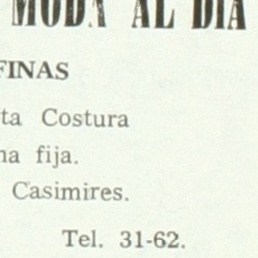 MODA AL DIA
FINAS
ta Costura
na fija.
Casimires.
Tel. 31-62.